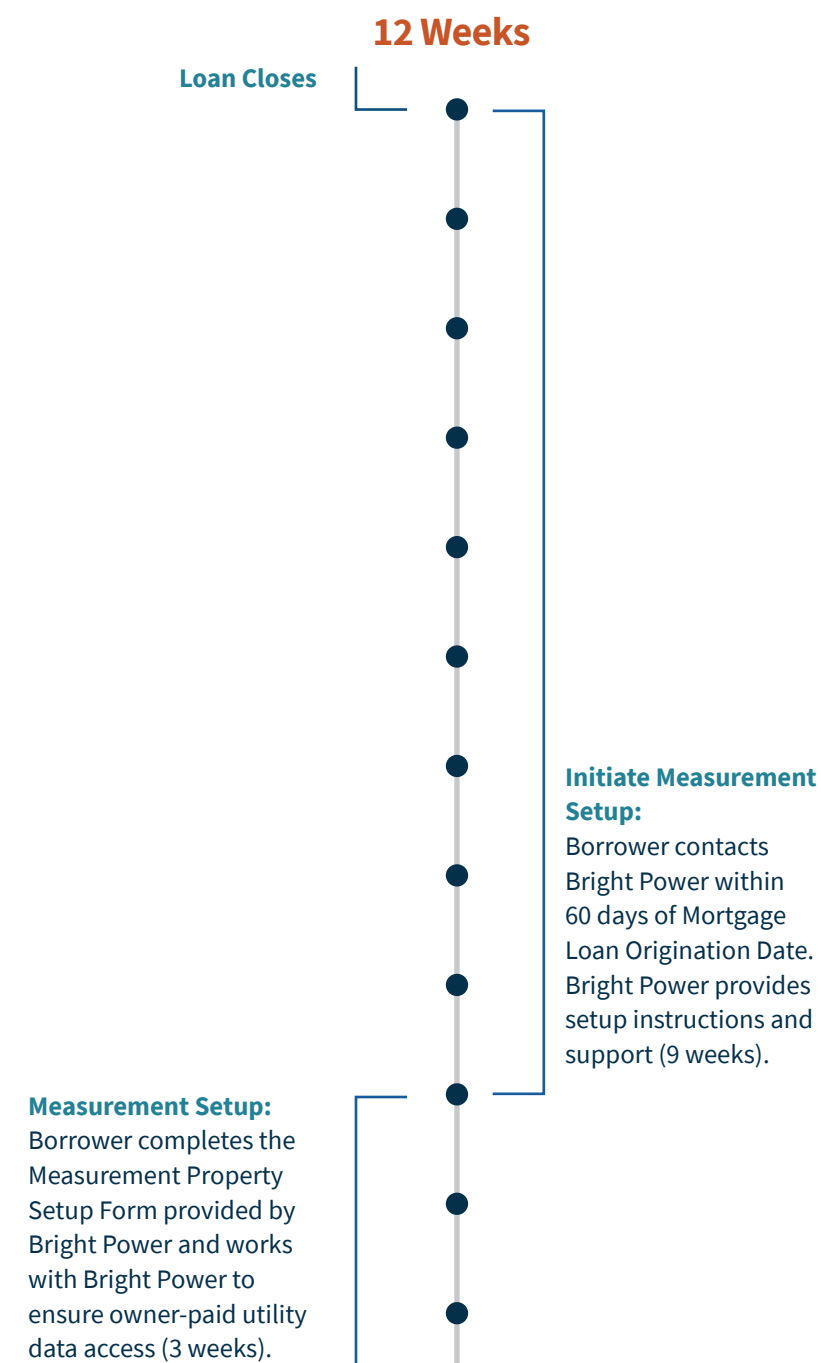 12 Weeks
Loan Closes
Initiate Measurement
Setup:
Borrower contacts
Bright Power within
60 days of Mortgage
Loan Origination Date.
Bright Power provides
setup instructions and
support (9 weeks).
Measurement Setup:
Borrower completes the
Measurement Property
Setup Form provided by
Bright Power and works
with Bright Power to
ensure owner-paid utility
data access (3 weeks).